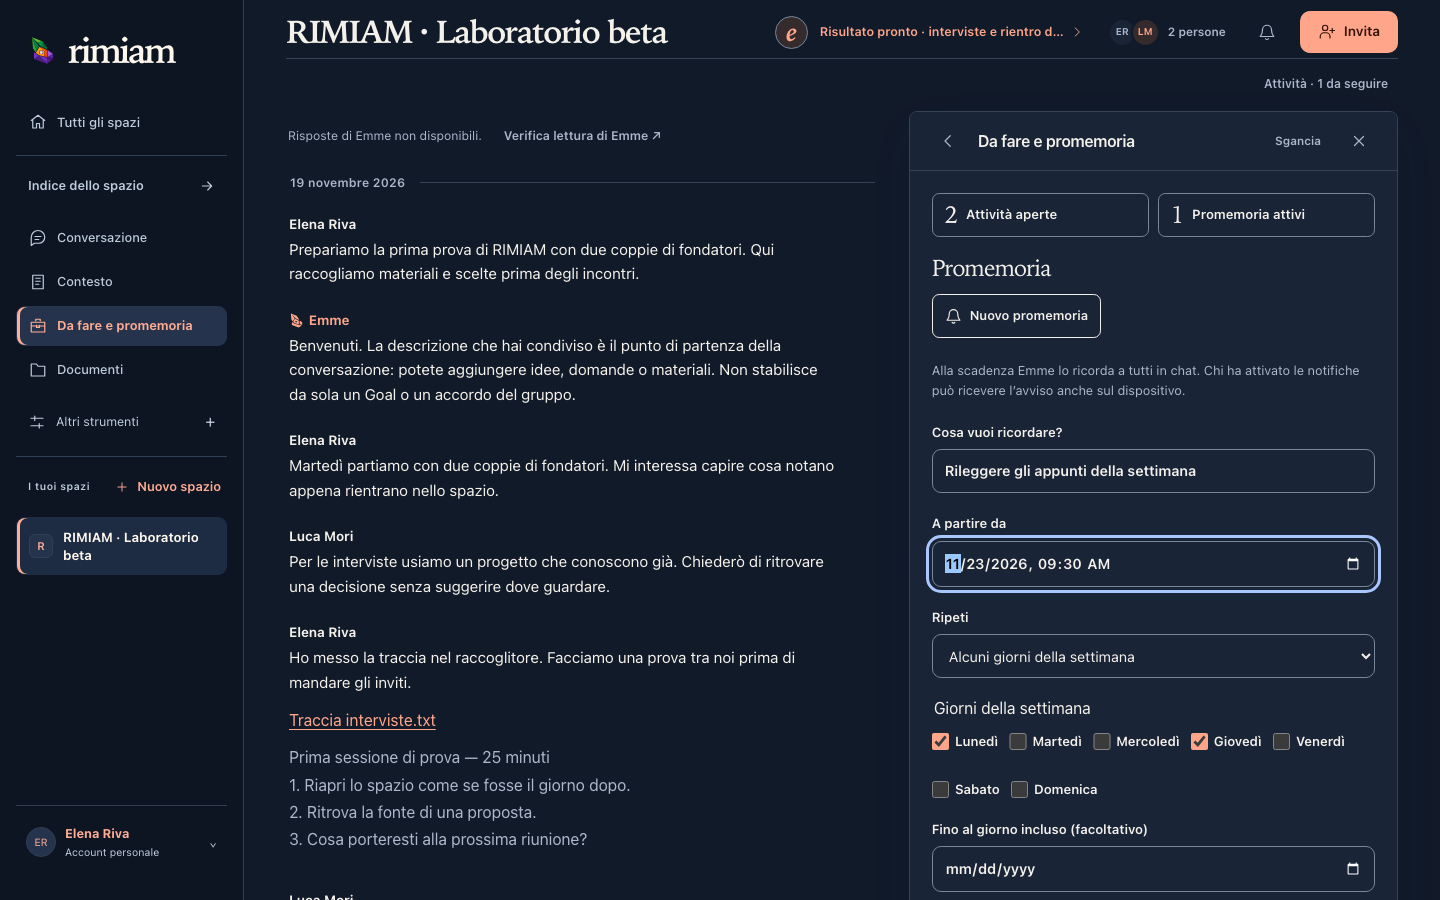 rimiam
Tutti gli spazi
Indice dello spazio
Conversazione
Contesto
Da fare e promemoria
Documenti
Altri strumenti
I tuoi spazi
+ Nuovo spazio
R
RIMIAM · Laboratorio
beta
ER
Elena Riva
Account personale
RIMIAM · Laboratorio beta
e
Risultato pronto · interviste e rientro d...
ER LM 2 persone
Invita
Attività · 1 da seguire
Risposte di Emme non disponibili.
Verifica lettura di Emme ↗
19 novembre 2026
Elena Riva
Prepariamo la prima prova di RIMIAM con due coppie di fondatori. Qui
raccogliamo materiali e scelte prima degli incontri.
Emme
Benvenuti. La descrizione che hai condiviso è il punto di partenza della
conversazione: potete aggiungere idee, domande o materiali. Non stabilisce
da sola un Goal o un accordo del gruppo.
Elena Riva
Martedì partiamo con due coppie di fondatori. Mi interessa capire cosa notano
appena rientrano nello spazio.
Luca Mori
Per le interviste usiamo un progetto che conoscono già. Chiederò di ritrovare
una decisione senza suggerire dove guardare.
Elena Riva
Ho messo la traccia nel raccoglitore. Facciamo una prova tra noi prima di
mandare gli inviti.
Traccia interviste.txt
Prima sessione di prova — 25 minuti
1. Riapri lo spazio come se fosse il giorno dopo.
2. Ritrova la fonte di una proposta.
3. Cosa porteresti alla prossima riunione?
Luca Mori
Da fare e promemoria
Sgancia
2 Attività aperte
1 Promemoria attivi
Promemoria
Nuovo promemoria
Alla scadenza Emme lo ricorda a tutti in chat. Chi ha attivato le notifiche
può ricevere l'avviso anche sul dispositivo.
Cosa vuoi ricordare?
Rileggere gli appunti della settimana
A partire da
11/23/2026, 09:30 AM
Ripeti
Alcuni giorni della settimana
Giorni della settimana
Lunedì Martedì Mercoledì Giovedì Venerdì
Sabato Domenica
Fino al giorno incluso (facoltativo)
mm/dd/yyyy